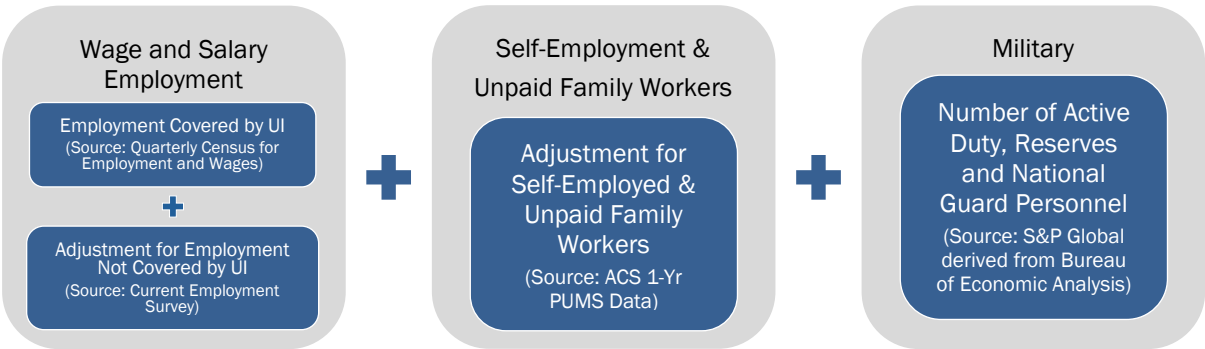 Wage and Salary
Employment
Employment Covered by UI
(Source: Quarterly Census for
Employment and Wages)
Adjustment for Employment
Not Covered by UI
(Source: Current Employment
Survey)
Self-Employment &
Unpaid Family Workers
Adjustment for
Self-Employed &
Unpaid Family
Workers
(Source: ACS 1-Yr
PUMS Data)
Military
Number of Active
Duty, Reserves
and National
Guard Personnel
(Source: S&P Global
derived from Bureau
of Economic Analysis)